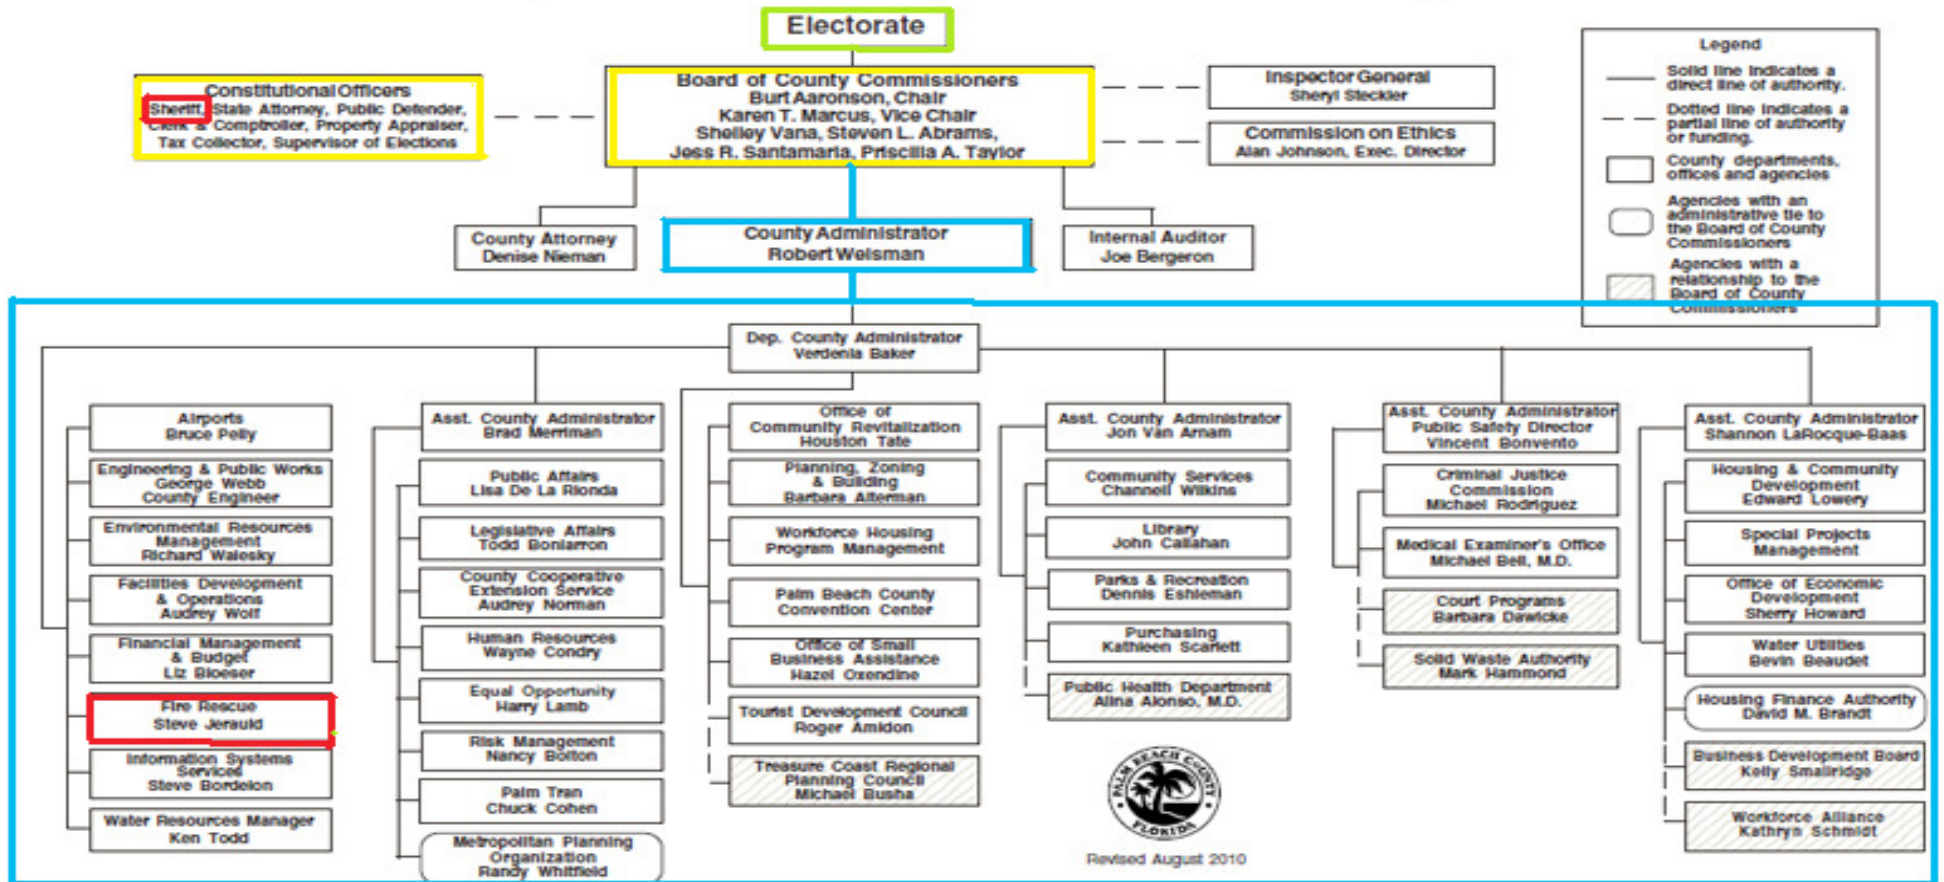 Electorate
Constitutional Officers
Sheriff, State Attorney, Public Defender,
Clerk & Comptroller, Property Appraiser,
Tax Collector, Supervisor of Elections
Board of County Commissioners
Burt Aaronson, Chair
Karen T. Marcus, Vice Chair
Shelley Vana, Steven L. Abrams,
Jess R. Santamaria, Priscilla A. Taylor
Inspector General
Sheryl Steckler
Commission on Ethics
Alan Johnson, Exec. Director
Legend
Solid line indicates a
direct line of authority.
Dotted line indicates a
partial line of authority
or funding.
County departments,
offices and agencies
Agencies with an
administrative tie to
the Board of County
Commissioners
Agencies with a
relationship to the
Board of County
Commissioners
County Attorney
Denise Nieman
County Administrator
Robert Weisman
Internal Auditor
Joe Bergeron
Dep. County Administrator
Verdenia Baker
Airports
Bruce Pelly
Engineering & Public Works
George Webb
County Engineer
Environmental Resources
Management
Richard Walesky
Facilities Development
& Operations
Audrey Wolf
Financial Management
& Budget
Liz Bloeser
Fire Rescue
Steve Jerauld
Information Systems
Services
Steve Bordelon
Water Resources Manager
Ken Todd
Asst. County Administrator
Brad Merriman
Public Affairs
Lisa De La Rionda
Legislative Affairs
Todd Bonlarron
County Cooperative
Extension Service
Audrey Norman
Human Resources
Wayne Condry
Equal Opportunity
Harry Lamb
Risk Management
Nancy Bolton
Palm Tran
Chuck Cohen
Metropolitan Planning
Organization
Randy Whitfield
Office of
Community Revitalization
Houston Tate
Planning, Zoning
& Building
Barbara Alterman
Workforce Housing
Program Management
Palm Beach County
Convention Center
Office of Small
Business Assistance
Hazel Oxendine
Tourist Development Council
Roger Amidon
Treasure Coast Regional
Planning Council
Michael Busha
Asst. County Administrator
Jon Van Arnam
Community Services
Channell Wilkins
Library
John Callahan
Parks & Recreation
Dennis Eshleman
Purchasing
Kathleen Scarlett
Public Health Department
Alina Alonso, M.D.
PALM BEACH COUNTY
FLORIDA
Revised August 2010
Asst. County Administrator
Public Safety Director
Vincent Bonvento
Criminal Justice
Commission
Michael Rodriguez
Medical Examiner's Office
Michael Bell, M.D.
Court Programs
Barbara Dawicke
Solid Waste Authority
Mark Hammond
Asst. County Administrator
Shannon LaRocque-Baas
Housing & Community
Development
Edward Lowery
Special Projects
Management
Office of Economic
Development
Sherry Howard
Water Utilities
Bevin Beaudet
Housing Finance Authority
David M. Brandt
Business Development Board
Kelly Smallridge
Workforce Alliance
Kathryn Schmidt